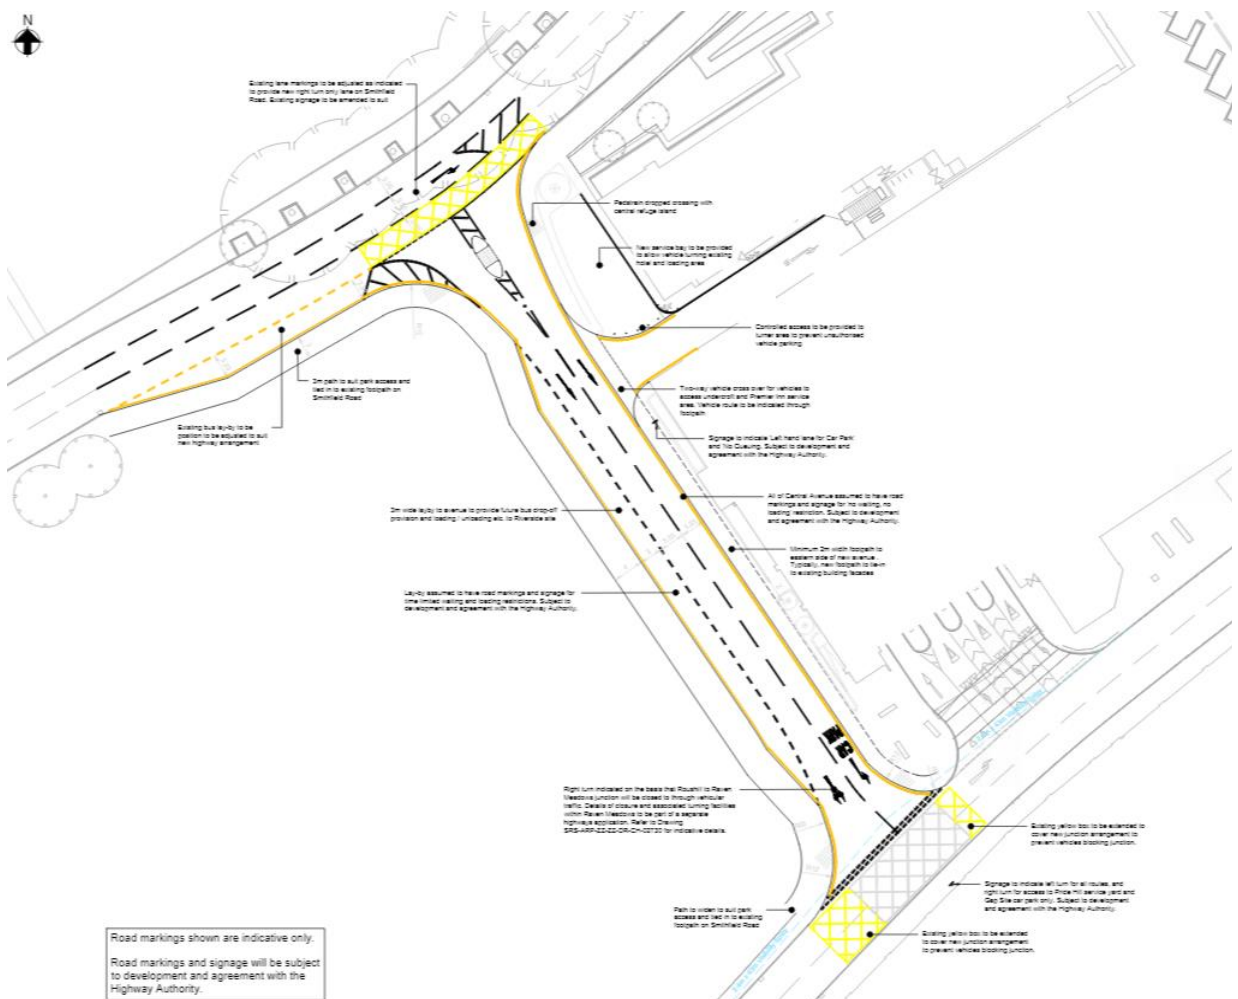 N
Existing lane markings to be adjusted as indicated
to provide new right turn only lane on Smithfield
Road. Existing signage to be amended to suit
Pedestrain dropped crossing with
central refuge island
New service bay to be provided
to allow vehicle turning existing
hotel and loading area
Controlled access to be provided to
turner area to prevent unauthorised
vehicle parking
3m path to suit park access and
tied in to existing footpath on
Smithfield Road
Two-way vehicle cross over for vehicles to
access undercroft and Premier Inn service
area. Vehicle route to be indicated through
footpath
Existing bus lay-by to be
position to be adjusted to suit
new highway arrangement
Signage to indicate 'Left hand lane for Car Park'
and 'No Queuing'. Subject to development and
agreement with the Highway Authority.
All of Central Avenue assumed to have road
markings and signage for 'no waiting, no
loading' restriction. Subject to development
and agreement with the Highway Authority.
3m wide layby to avenue to provide future bus drop-off
provision and loading / unloading etc. to Riverside site
Minimum 2m width footpath to
eastern side of new avenue .
Typically, new footpath to tie-in
to existing building facades
Lay-by assumed to have road markings and signage for
time limited waiting and loading restrictions. Subject to
development and agreement with the Highway Authority.
Right turn indicated on the basis that Roushill to Raven
Meadows junction will be closed to through vehicular
traffic. Details of closure and associated turning facilities
within Raven Meadows to be part of a separate
highways application. Refer to Drawing
for indicative details.
Existing yellow box to be extended to
cover new junction arrangement to
prevent vehicles blocking junction.
Signage to indicate left turn for all routes, and
right turn for access to Pride Hill service yard and
Gap Site car park only. Subject to development
and agreement with the Highway Authority.
Path to widen to suit park
access and tied in to existing
footpath on Smithfield Road
Existing yellow box to be extended
to cover new junction arrangement
to prevent vehicles blocking junction.
Road markings shown are indicative only.
Road markings and signage will be subject
to development and agreement with the
Highway Authority.